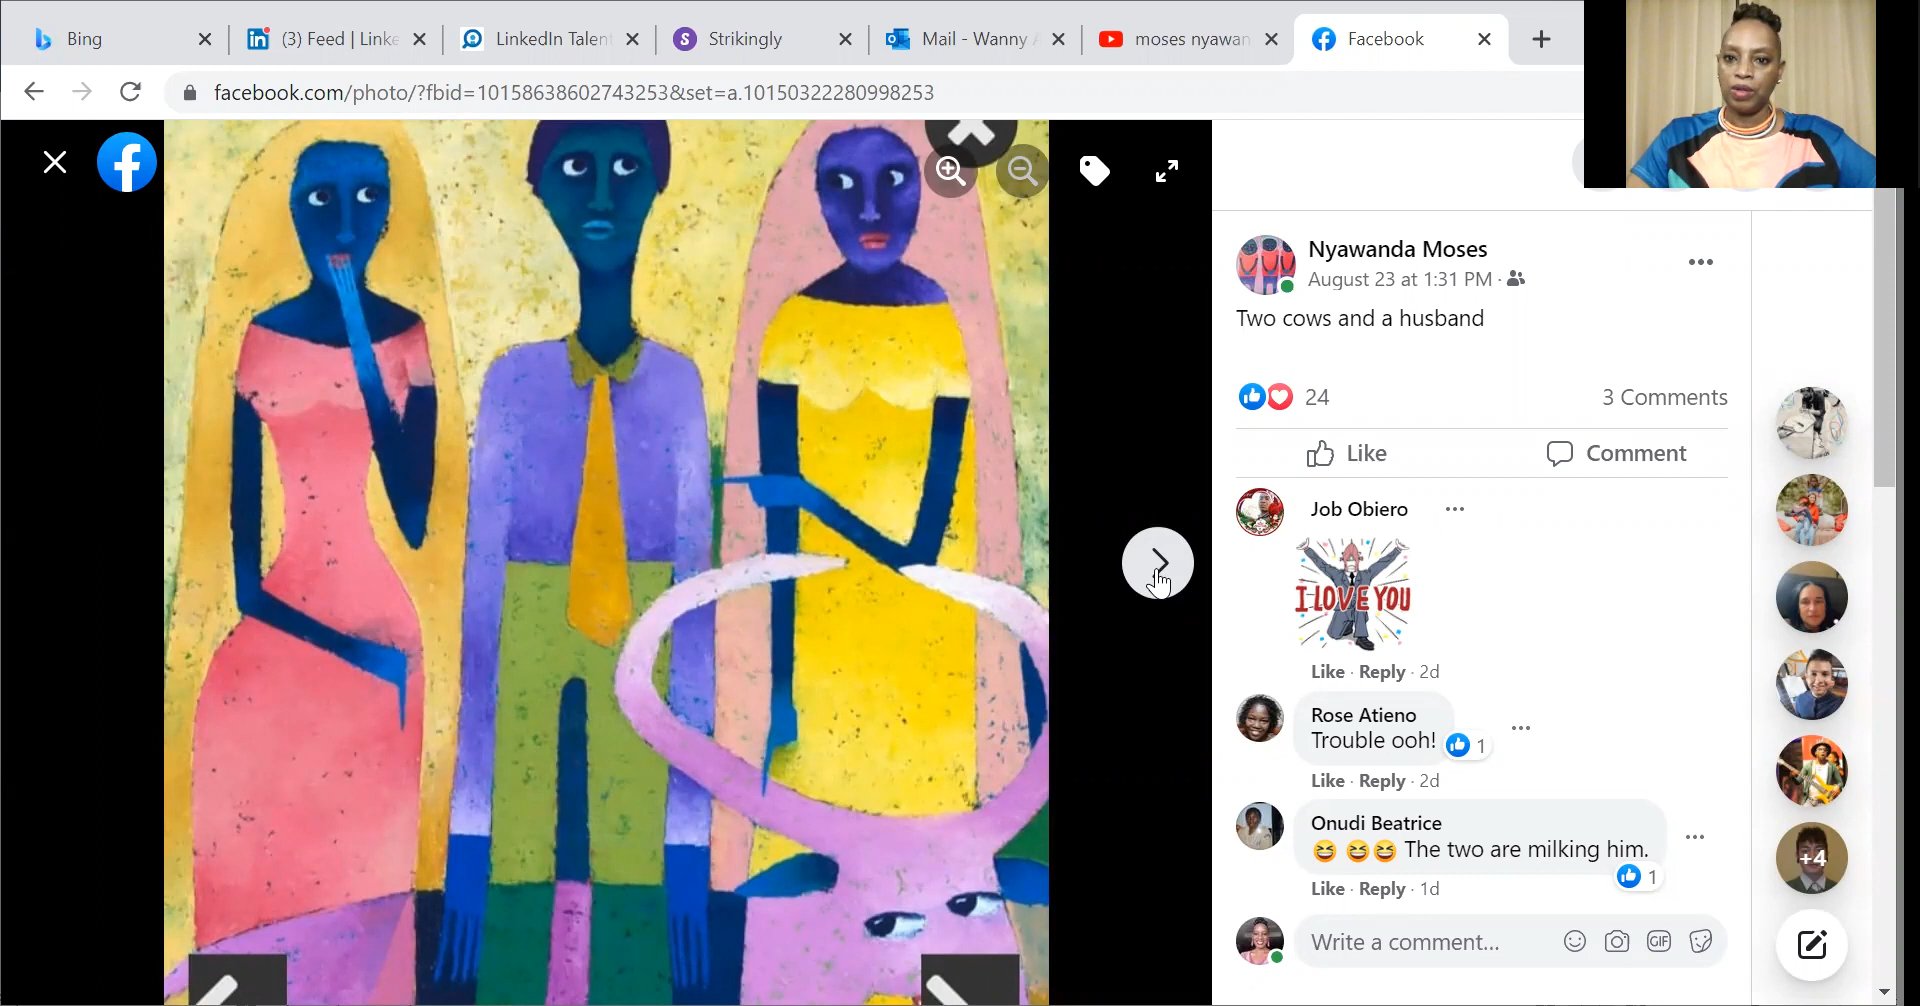 Bing
(3) Feed | Linke
LinkedIn Talent
S Strikingly
Mail - Wanny A
moses nyawan
Facebook
facebook.com/photo/?fbid=10158638602743253&set=a.10150322280998253
Nyawanda Moses
August 23 at 1:31 PM ·
Two cows and a husband
24
3 Comments
Like
Comment
Job Obiero
I LOVE YOU
Like · Reply · 2d
Rose Atieno
Trouble ooh!
1
Like · Reply · 2d
Onudi Beatrice
😆 😆😆 The two are milking him.
1
Like · Reply · 1d
+4
Write a comment...
GIF